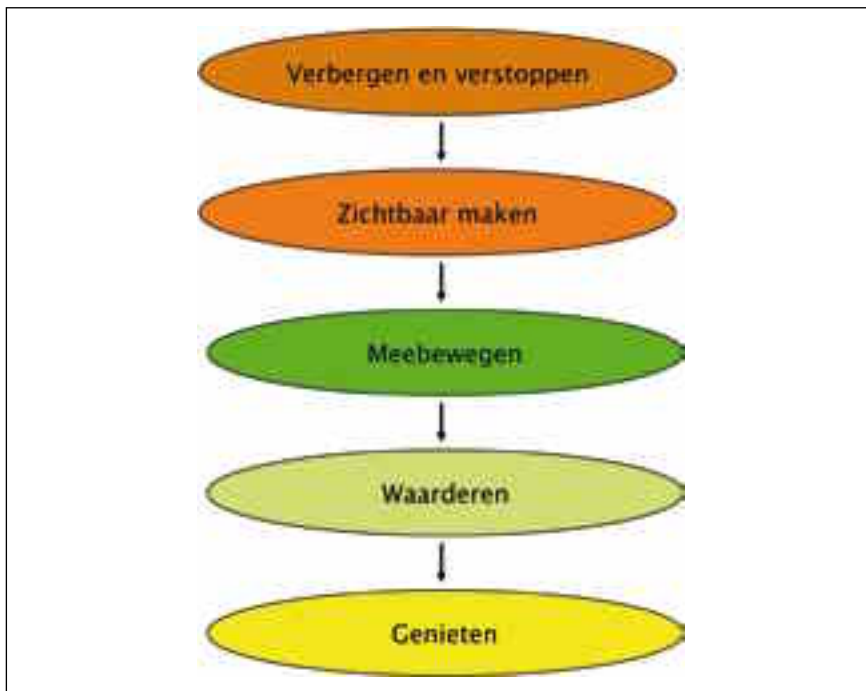 Verbergen en verstoppen
Zichtbaar maken
Meebewegen
Waarderen
Genieten